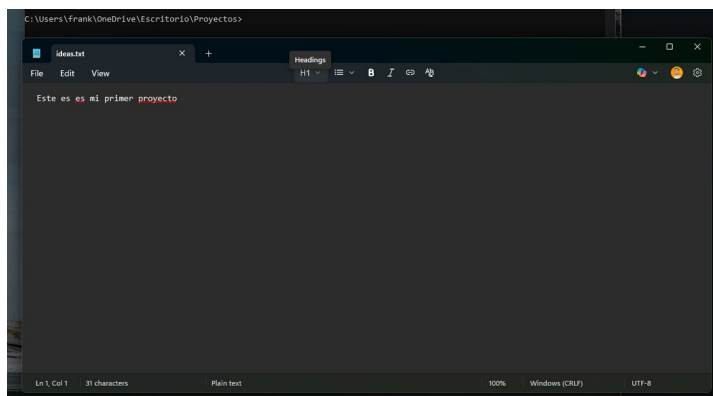 C:\Users\frank\OneDrive\Escritorio\Proyectos>
ideas.txt
Headings
File Edit View H1 B I
Este es es mi primer proyecto
Ln 1, Col 1 31 characters Plain text 100% Windows (CRLF) UTF-8